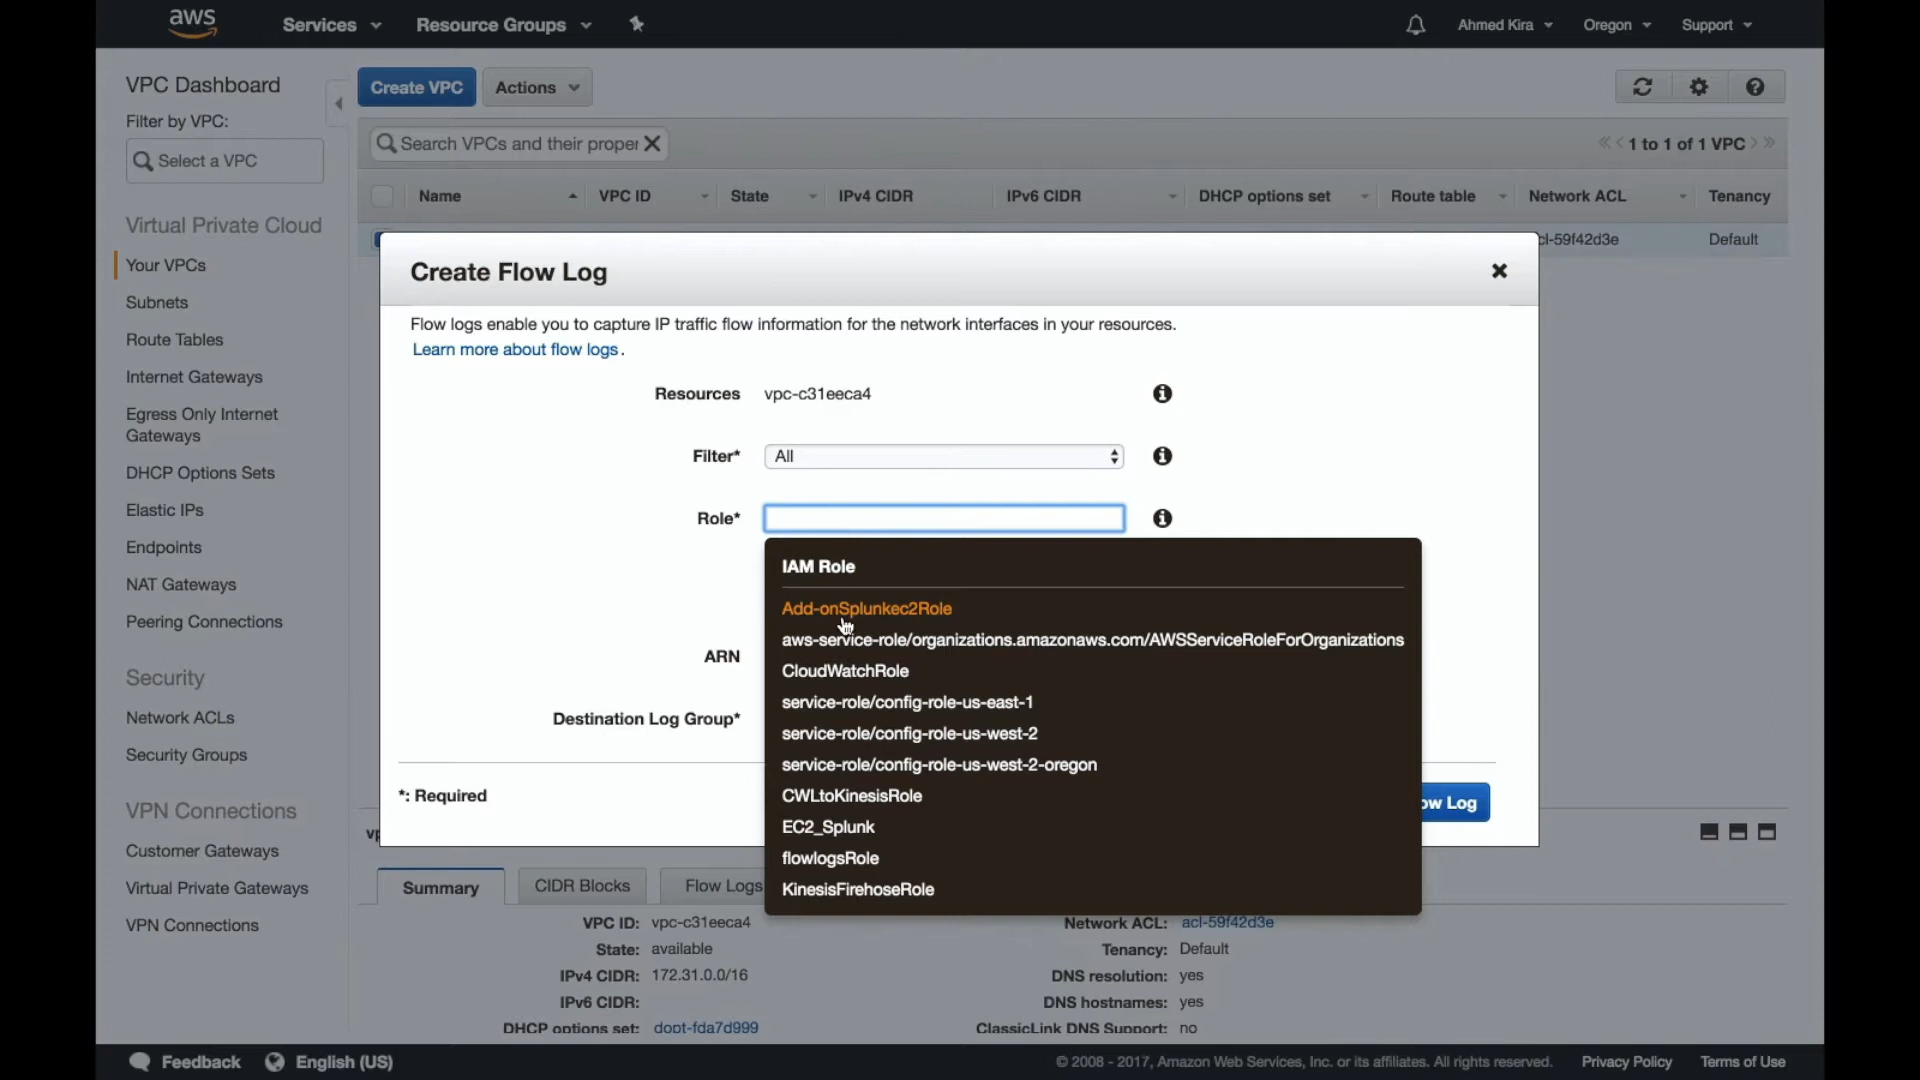 aws
Services
Resource Groups
Ahmed Kira
Oregon
Support
VPC Dashboard
Filter by VPC:
Select a VPC
Virtual Private Cloud
Your VPCs
Subnets
Route Tables
Internet Gateways
Egress Only Internet
Gateways
DHCP Options Sets
Elastic IPs
Endpoints
NAT Gateways
Peering Connections
Security
Network ACLs
Security Groups
VPN Connections
Customer Gateways
Virtual Private Gateways
VPN Connections
Create VPC
Actions
Search VPCs and their proper
1 to 1 of 1 VPC
Name
VPC ID
State
IPv4 CIDR
IPv6 CIDR
DHCP options set
Route table
Network ACL
Tenancy
cl-59f42d3e
Default
Create Flow Log
Flow logs enable you to capture IP traffic flow information for the network interfaces in your resources.
Learn more about flow logs.
Resources vpc-c31eeca4
Filter* All
Role*
IAM Role
Add-onSplunkec2Role
aws-service-role/organizations.amazonaws.com/AWSServiceRoleForOrganizations
CloudWatchRole
service-role/config-role-us-east-1
service-role/config-role-us-west-2
service-role/config-role-us-west-2-oregon
CWLtoKinesisRole
EC2_Splunk
flowlogsRole
KinesisFirehoseRole
ARN
Destination Log Group*
*: Required
ow Log
vp
Summary
CIDR Blocks
Flow Logs
VPC ID: vpc-c31eeca4
State: available
IPv4 CIDR: 172.31.0.0/16
IPv6 CIDR:
DHCP options set: dopt-fda7d999
Network ACL: acl-59f42d3e
Tenancy: Default
DNS resolution: yes
DNS hostnames: yes
ClassicLink DNS Support: no
Feedback
English (US)
© 2008 - 2017, Amazon Web Services, Inc. or its affiliates. All rights reserved.
Privacy Policy
Terms of Use